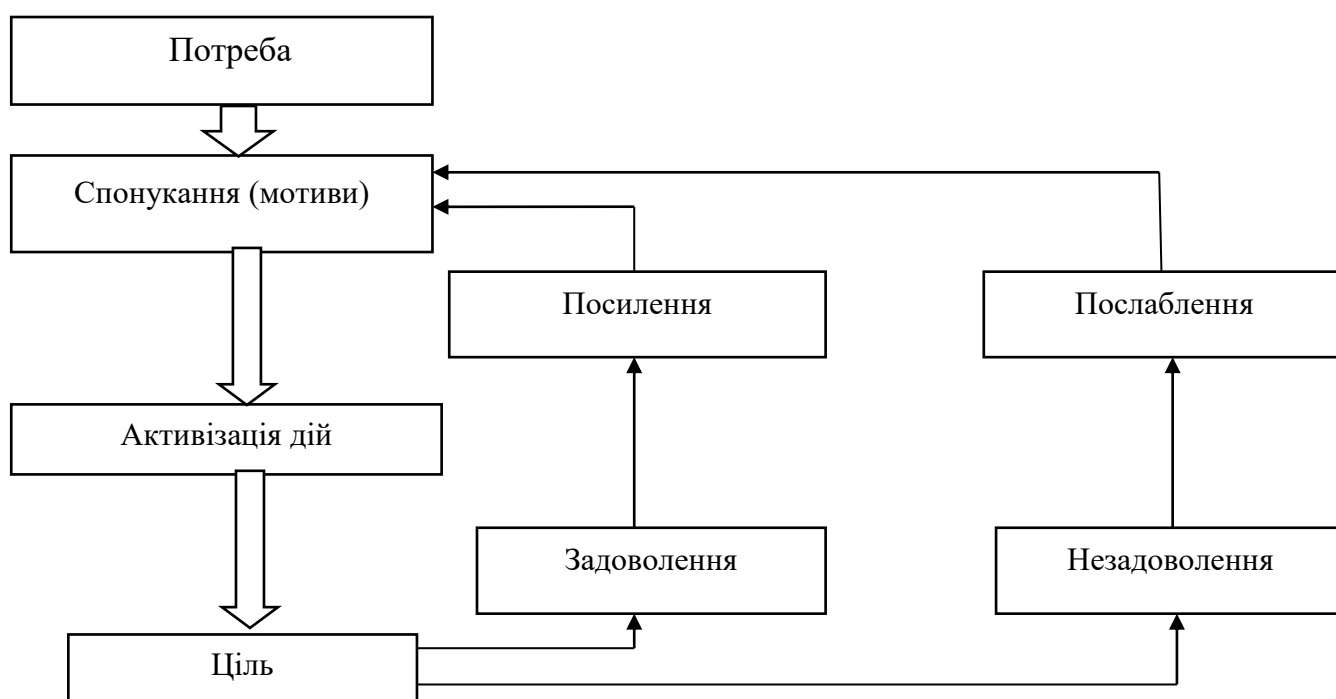 Потреба
Спонукання (мотиви)
Посилення
Послаблення
Активізація дій
Задоволення
Незадоволення
Ціль